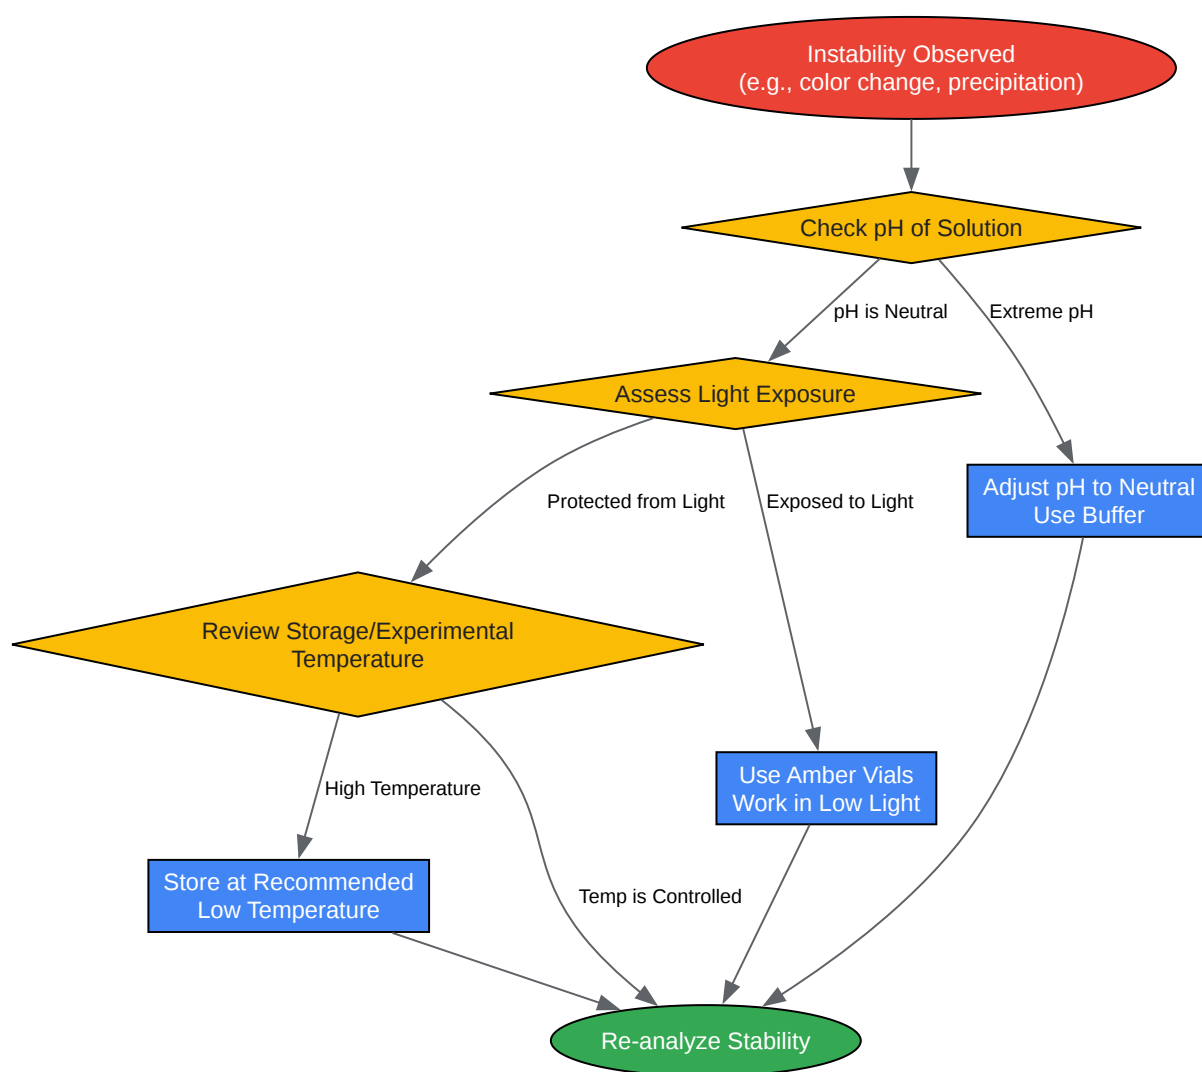 Instability Observed
(e.g., color change, precipitation)
Check pH of Solution
pH is Neutral
Extreme pH
Assess Light Exposure
Adjust pH to Neutral
Use Buffer
Protected from Light
Exposed to Light
Review Storage/Experimental
Temperature
Use Amber Vials
Work in Low Light
High Temperature
Store at Recommended
Low Temperature
Temp is Controlled
Re-analyze Stability